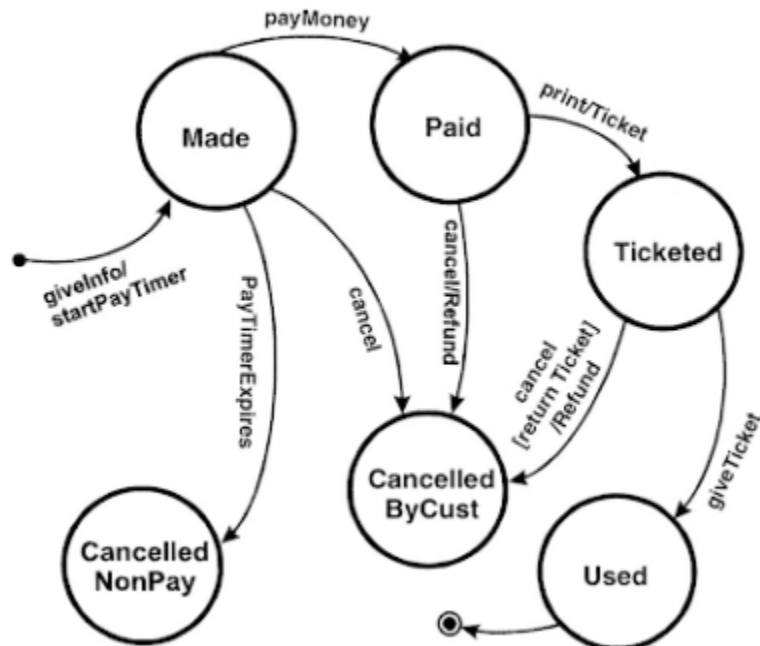 payMoney
Made
Paid
print/Ticket
giveInfo/
startPayTimer
PayTimerExpires
cancel
cancel/Refund
Ticketed
cancel
[return Ticket]
/Refund
giveTicket
Cancelled
ByCust
Cancelled
NonPay
Used